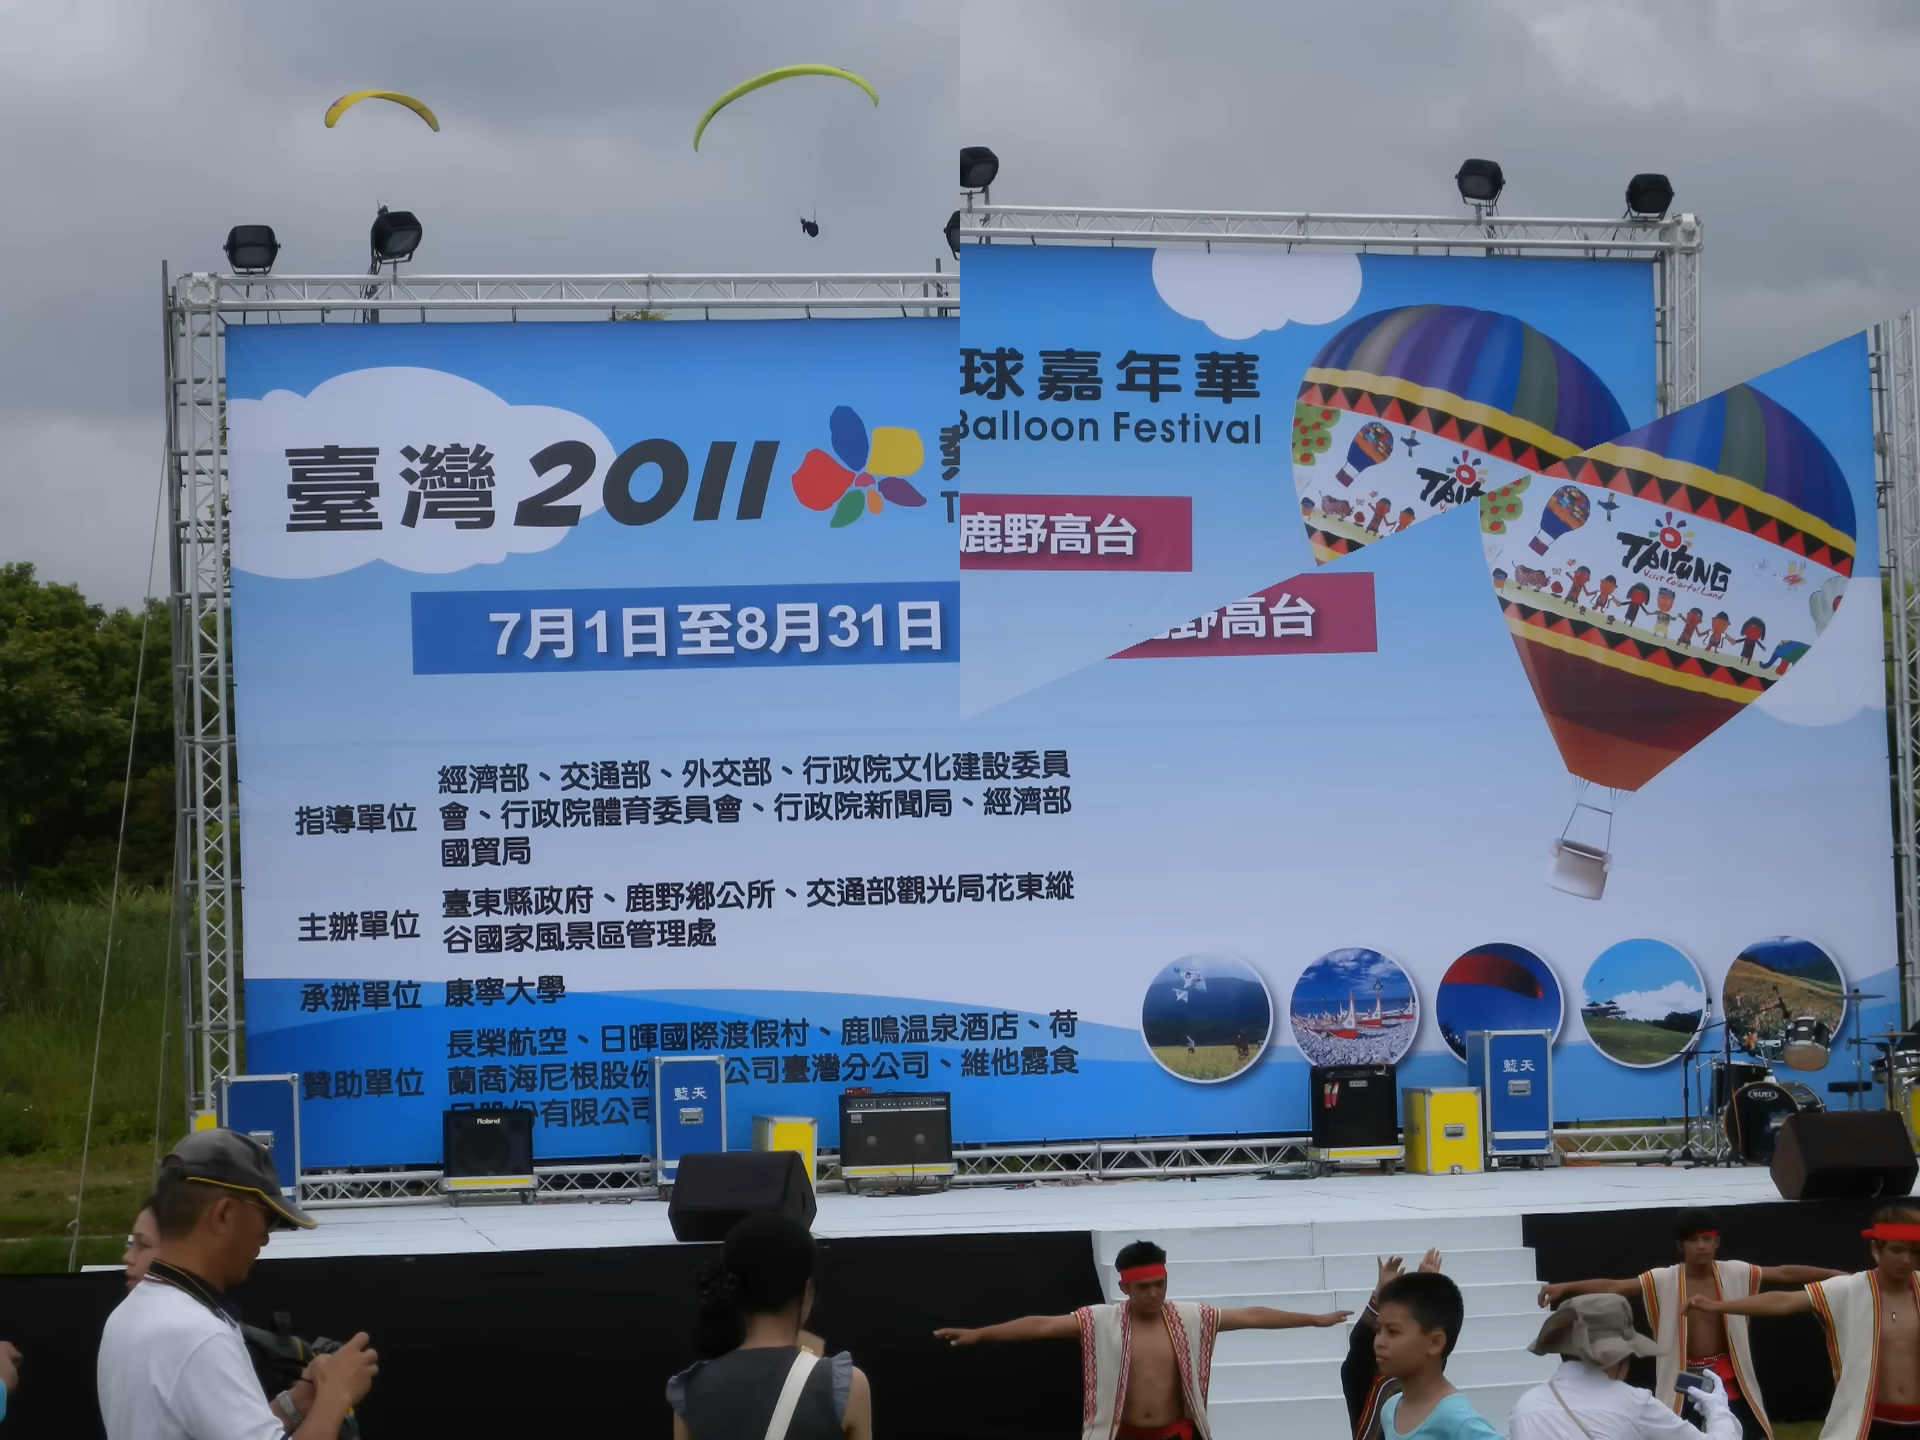 臺灣2011
球嘉年華
Balloon Festival
7月1日至8月31日
鹿野高台
野高台
TAITUNG
Visit Colorful Land
指導單位 經濟部、交通部、外交部、行政院文化建設委員
會、行政院體育委員會、行政院新聞局、經濟部
國貿局
主辦單位 臺東縣政府、鹿野鄉公所、交通部觀光局花東縱
谷國家風景區管理處
承辦單位 康寧大學
贊助單位 長榮航空、日暉國際渡假村、鹿鳴温泉酒店、荷
蘭商海尼根股份 公司臺灣分公司、維他露食
股份有限公司
藍天
藍天
Roland
MAPEX